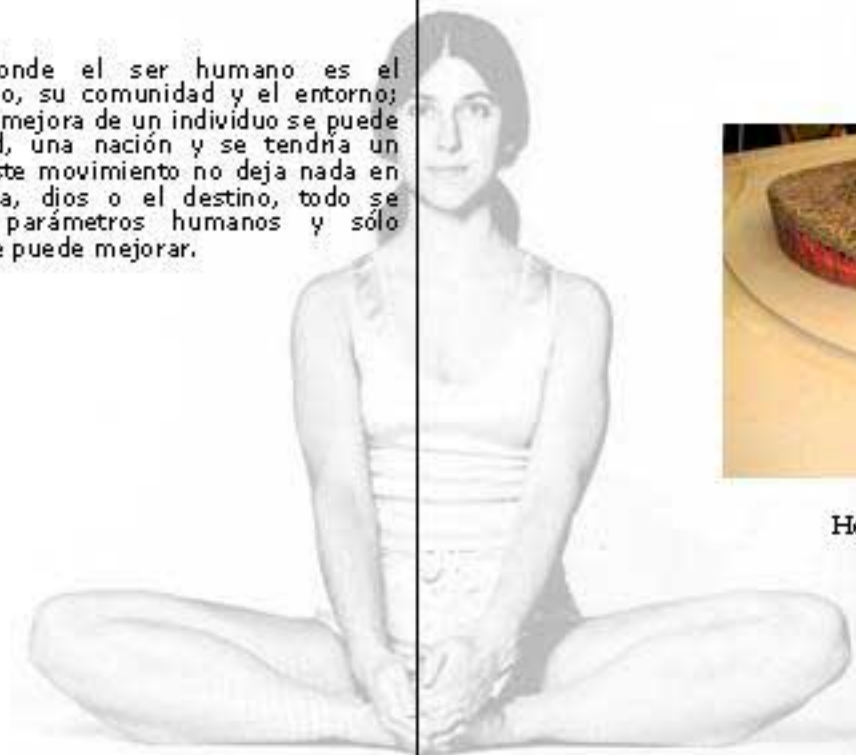 onde el ser humano es el
o, su comunidad y el entorno;
mejora de un individuo se puede
d, una nación y se tendría un
ste movimiento no deja nada en
a, dios o el destino, todo se
parámetros humanos y sólo
e puede mejorar.
He